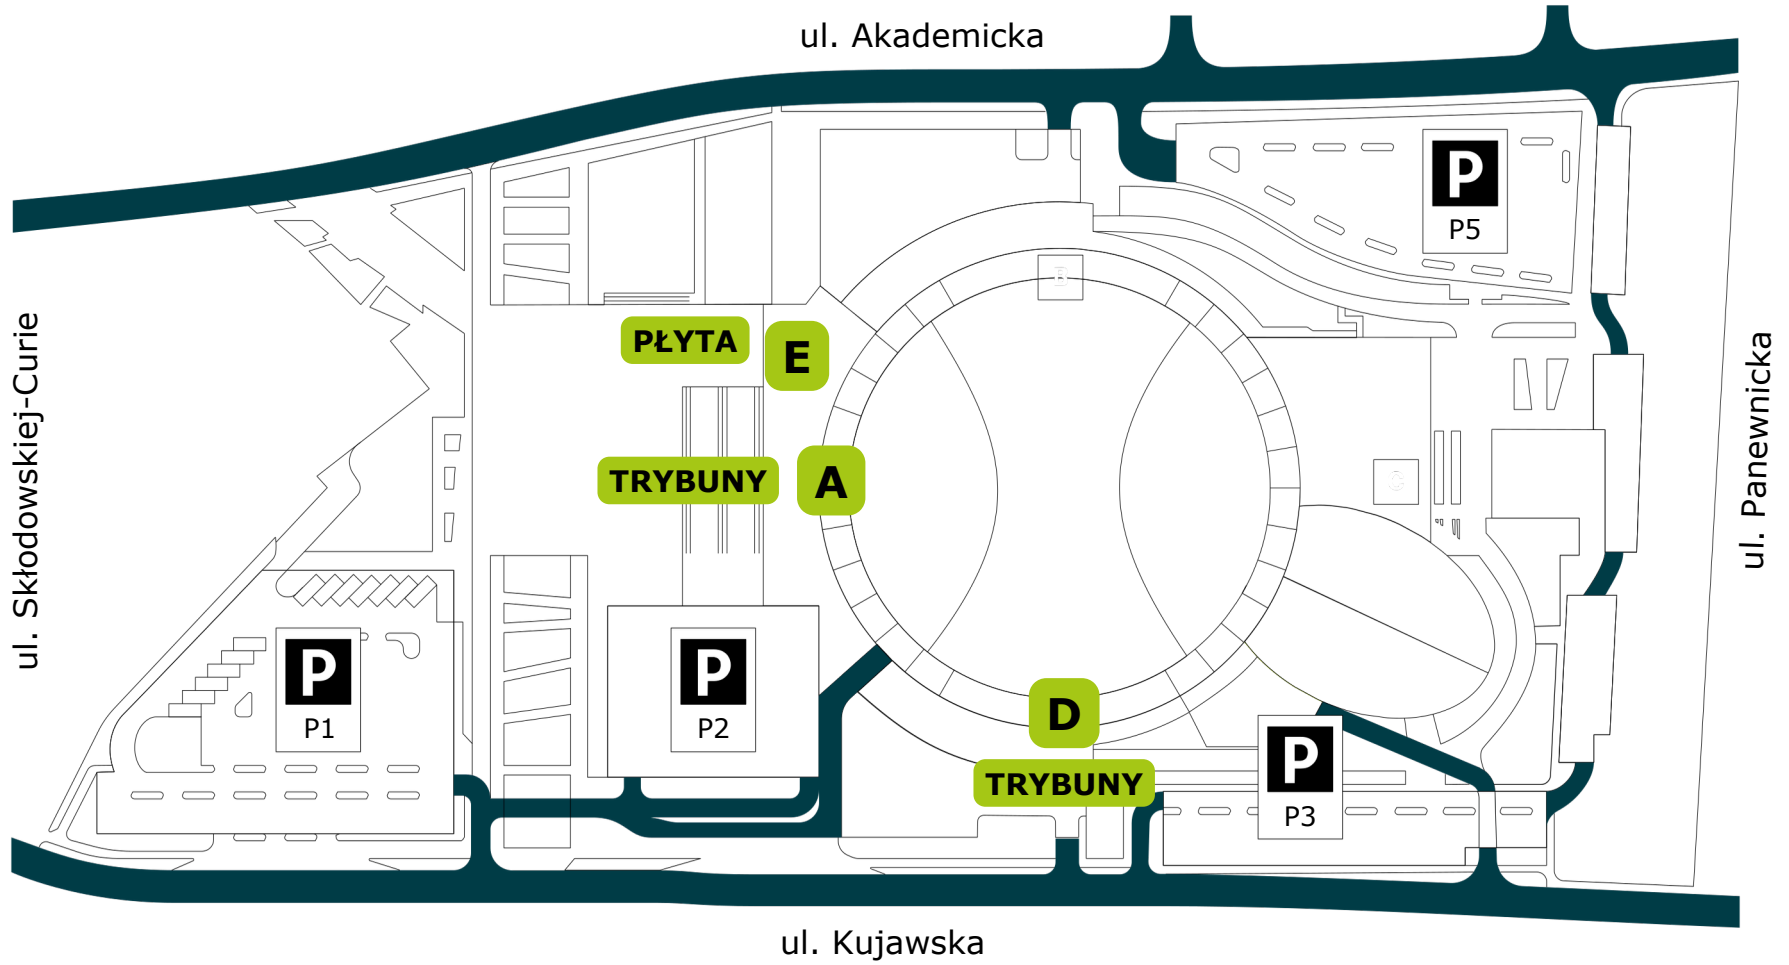 ul. Akademicka
P
P5
B
PŁYTA
E
ul. Skłodowskiej-Curie
ul. Panewnicka
TRYBUNY
A
C
P
P1
P
P2
D
TRYBUNY
P
P3
ul. Kujawska